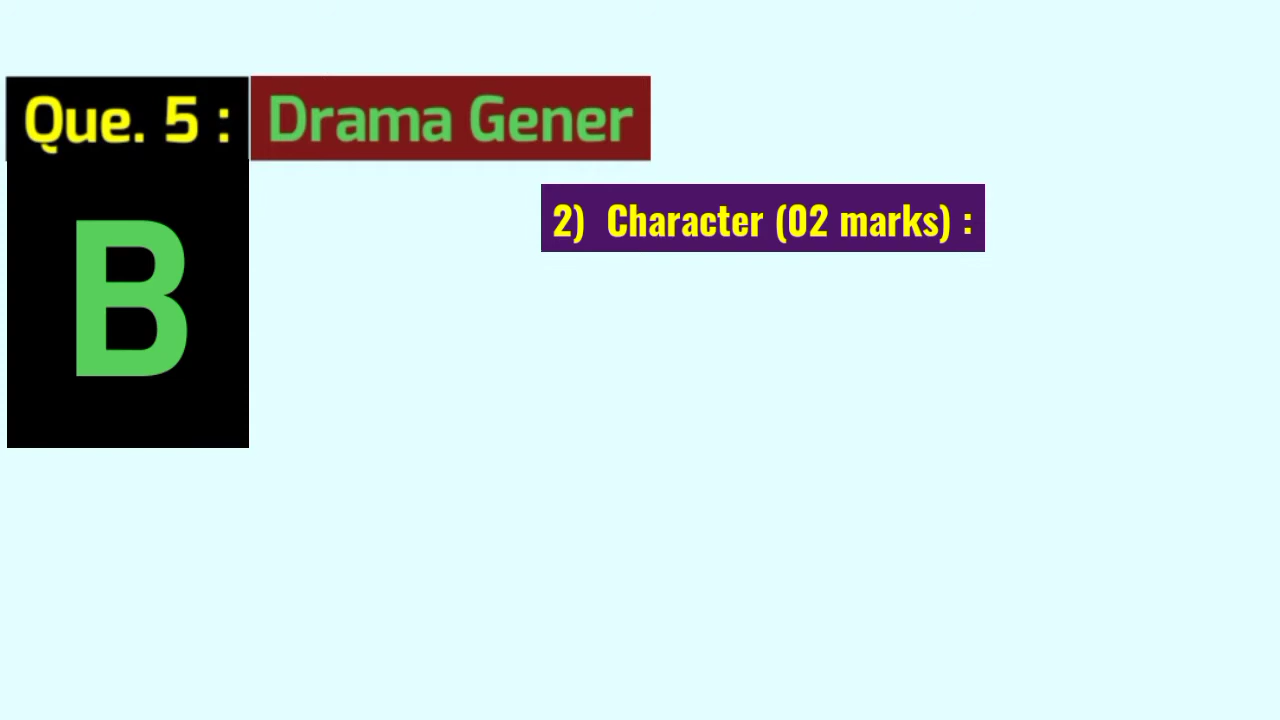 Que. 5 : Drama Gener
B
2) Character (02 marks) :